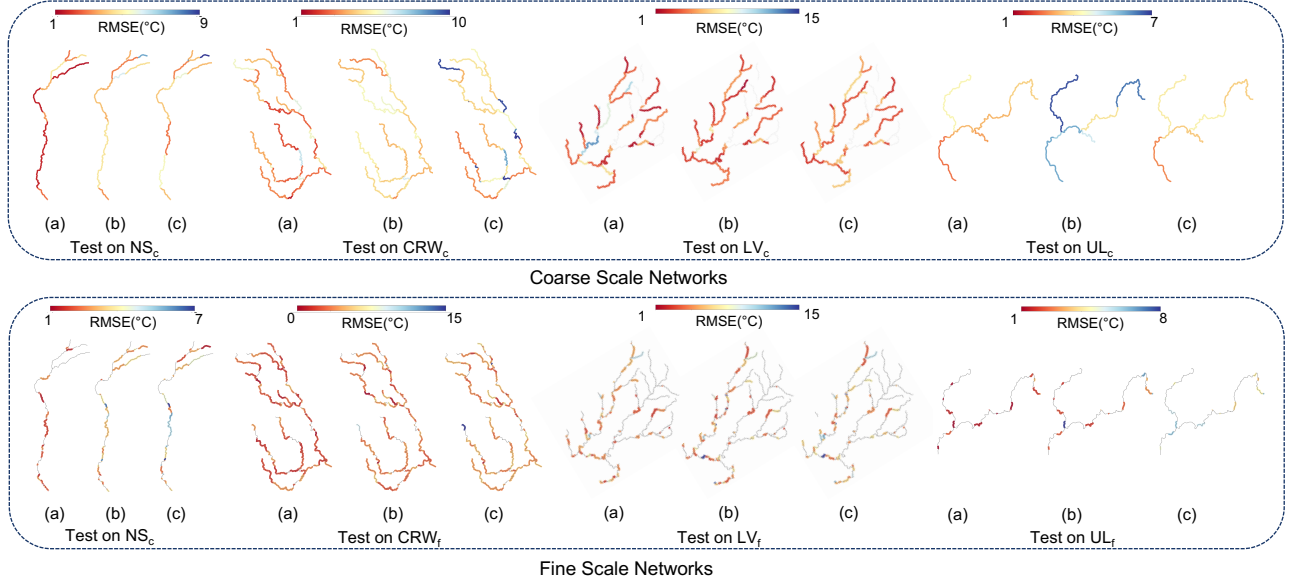 1 9
RMSE(°C)
1 10
RMSE(°C)
1 15
RMSE(°C)
1 7
RMSE(°C)
(a) (b) (c)
Test on NSc
(a) (b) (c)
Test on CRWc
(a) (b) (c)
Test on LVc
(a) (b) (c)
Test on ULc
Coarse Scale Networks
1 7
RMSE(°C)
0 15
RMSE(°C)
1 15
RMSE(°C)
1 8
RMSE(°C)
(a) (b) (c)
Test on NSc
(a) (b) (c)
Test on CRWf
(a) (b) (c)
Test on LVf
(a) (b) (c)
Test on ULf
Fine Scale Networks